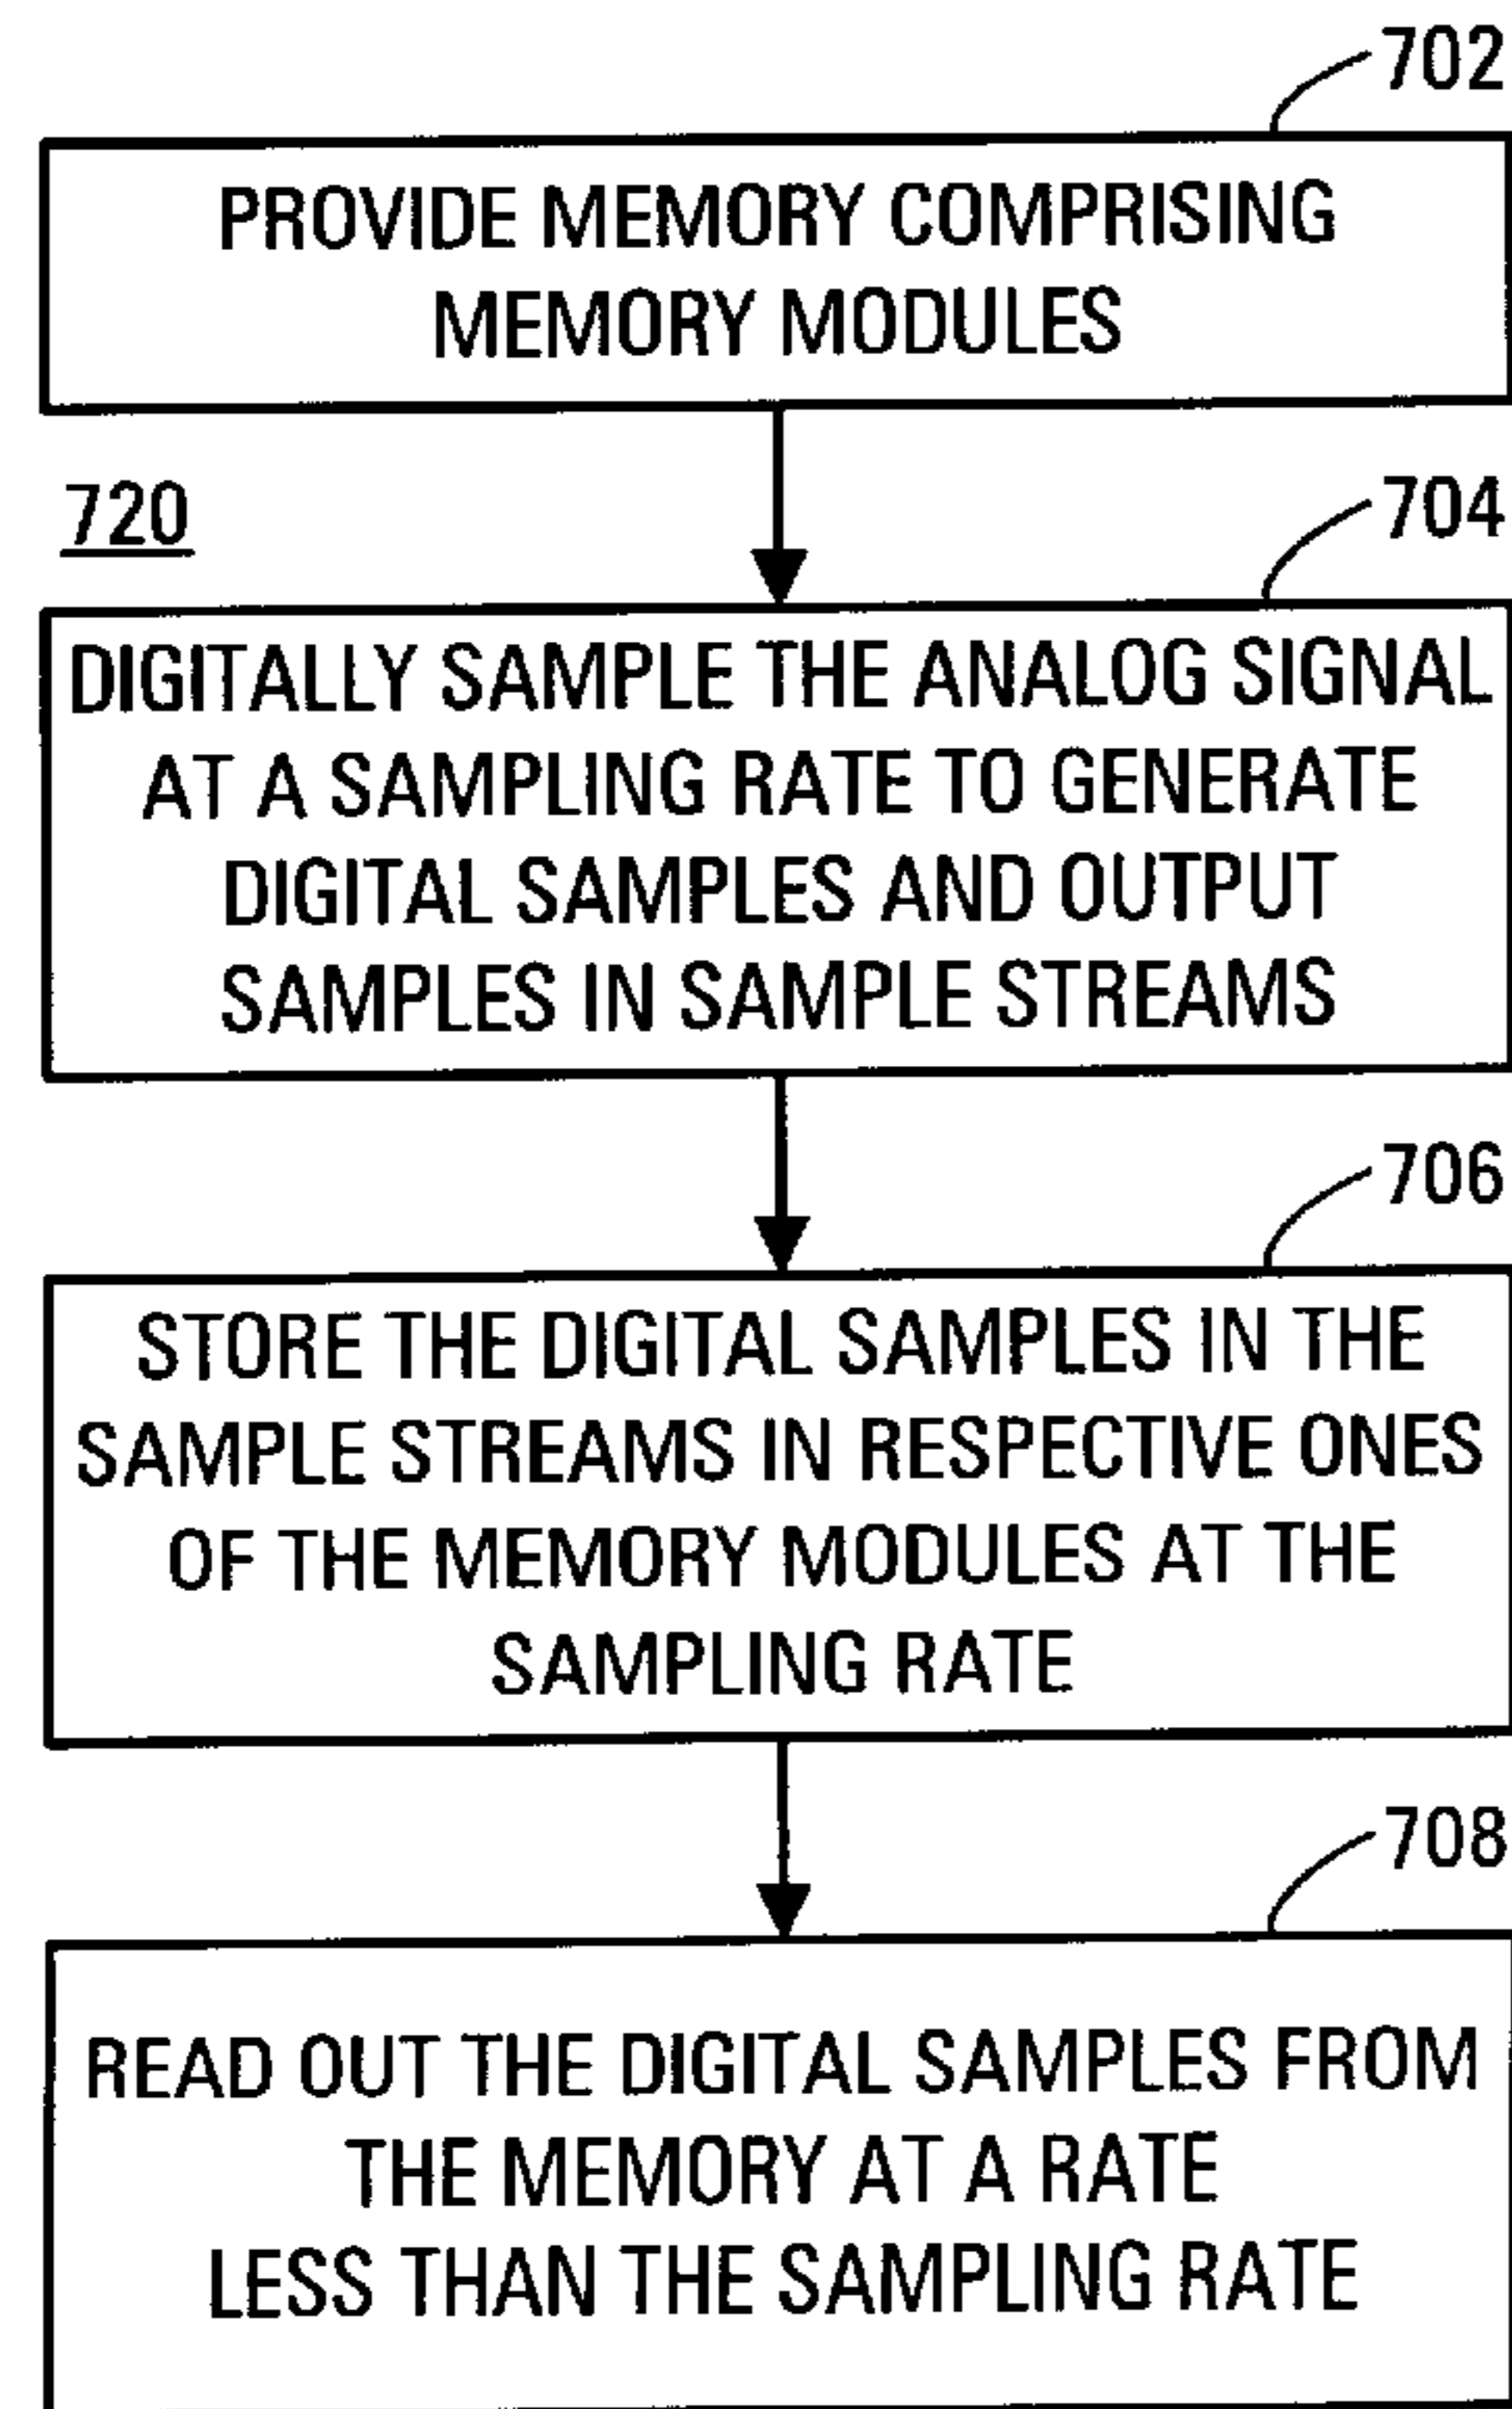 702
PROVIDE MEMORY COMPRISING
MEMORY MODULES
720
704
DIGITALLY SAMPLE THE ANALOG SIGNAL
AT A SAMPLING RATE TO GENERATE
DIGITAL SAMPLES AND OUTPUT
SAMPLES IN SAMPLE STREAMS
706
STORE THE DIGITAL SAMPLES IN THE
SAMPLE STREAMS IN RESPECTIVE ONES
OF THE MEMORY MODULES AT THE
SAMPLING RATE
708
READ OUT THE DIGITAL SAMPLES FROM
THE MEMORY AT A RATE
LESS THAN THE SAMPLING RATE